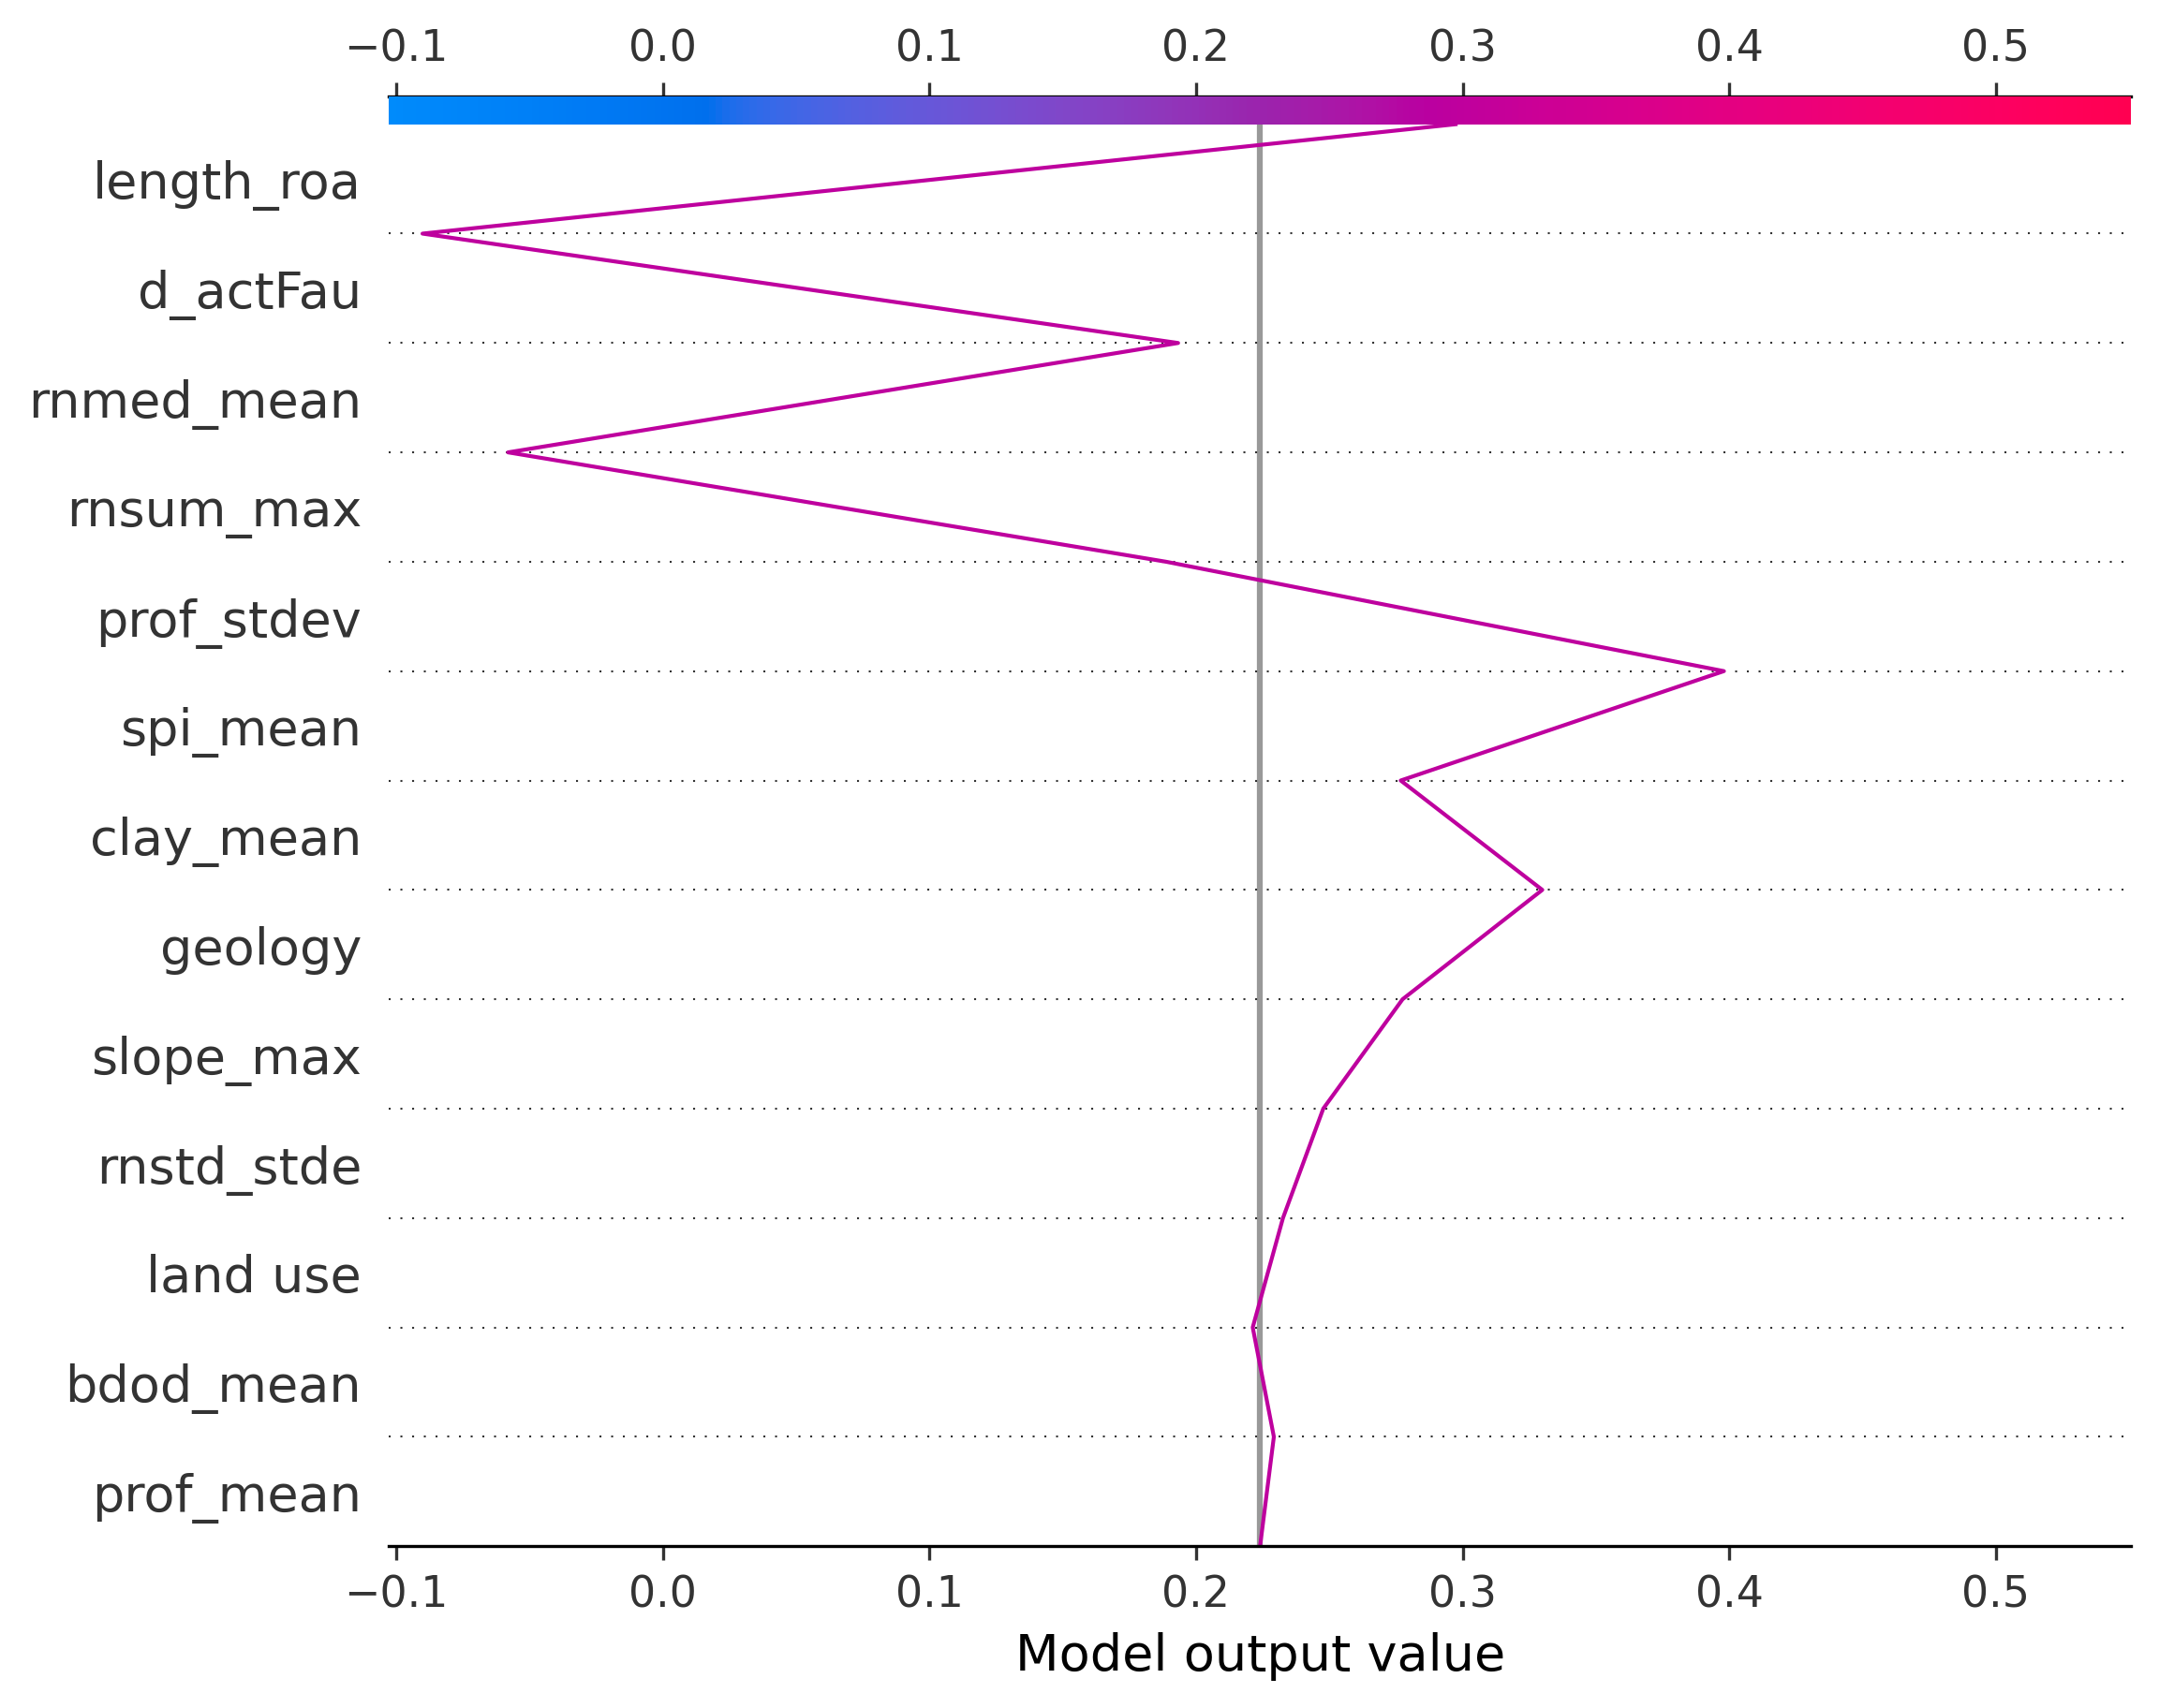 −0.1 0.0 0.1 0.2 0.3 0.4 0.5
length_roa
d_actFau
rnmed_mean
rnsum_max
prof_stdev
spi_mean
clay_mean
geology
slope_max
rnstd_stde
land use
bdod_mean
prof_mean
−0.1 0.0 0.1 0.2 0.3 0.4 0.5
Model output value